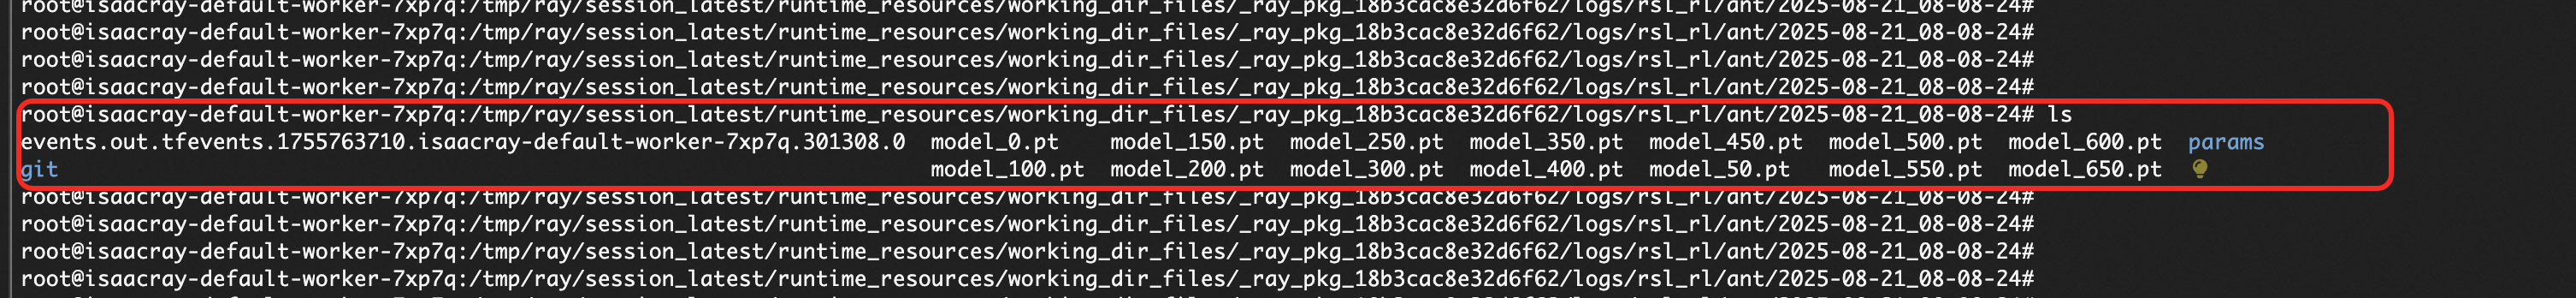 root@isaacray-default-worker-7xp7q:/tmp/ray/session_latest/runtime_resources/working_dir_files/_ray_pkg_18b3cac8e32d6f62/logs/rsl_rl/ant/2025-08-21_08-08-24#
root@isaacray-default-worker-7xp7q:/tmp/ray/session_latest/runtime_resources/working_dir_files/_ray_pkg_18b3cac8e32d6f62/logs/rsl_rl/ant/2025-08-21_08-08-24#
root@isaacray-default-worker-7xp7q:/tmp/ray/session_latest/runtime_resources/working_dir_files/_ray_pkg_18b3cac8e32d6f62/logs/rsl_rl/ant/2025-08-21_08-08-24#
root@isaacray-default-worker-7xp7q:/tmp/ray/session_latest/runtime_resources/working_dir_files/_ray_pkg_18b3cac8e32d6f62/logs/rsl_rl/ant/2025-08-21_08-08-24#
root@isaacray-default-worker-7xp7q:/tmp/ray/session_latest/runtime_resources/working_dir_files/_ray_pkg_18b3cac8e32d6f62/logs/rsl_rl/ant/2025-08-21_08-08-24# ls
events.out.tfevents.1755763710.isaacray-default-worker-7xp7q.301308.0 model_0.pt model_150.pt model_250.pt model_350.pt model_450.pt model_500.pt model_600.pt params
git model_100.pt model_200.pt model_300.pt model_400.pt model_50.pt model_550.pt model_650.pt
root@isaacray-default-worker-7xp7q:/tmp/ray/session_latest/runtime_resources/working_dir_files/_ray_pkg_18b3cac8e32d6f62/logs/rsl_rl/ant/2025-08-21_08-08-24#
root@isaacray-default-worker-7xp7q:/tmp/ray/session_latest/runtime_resources/working_dir_files/_ray_pkg_18b3cac8e32d6f62/logs/rsl_rl/ant/2025-08-21_08-08-24#
root@isaacray-default-worker-7xp7q:/tmp/ray/session_latest/runtime_resources/working_dir_files/_ray_pkg_18b3cac8e32d6f62/logs/rsl_rl/ant/2025-08-21_08-08-24#
root@isaacray-default-worker-7xp7q:/tmp/ray/session_latest/runtime_resources/working_dir_files/_ray_pkg_18b3cac8e32d6f62/logs/rsl_rl/ant/2025-08-21_08-08-24#